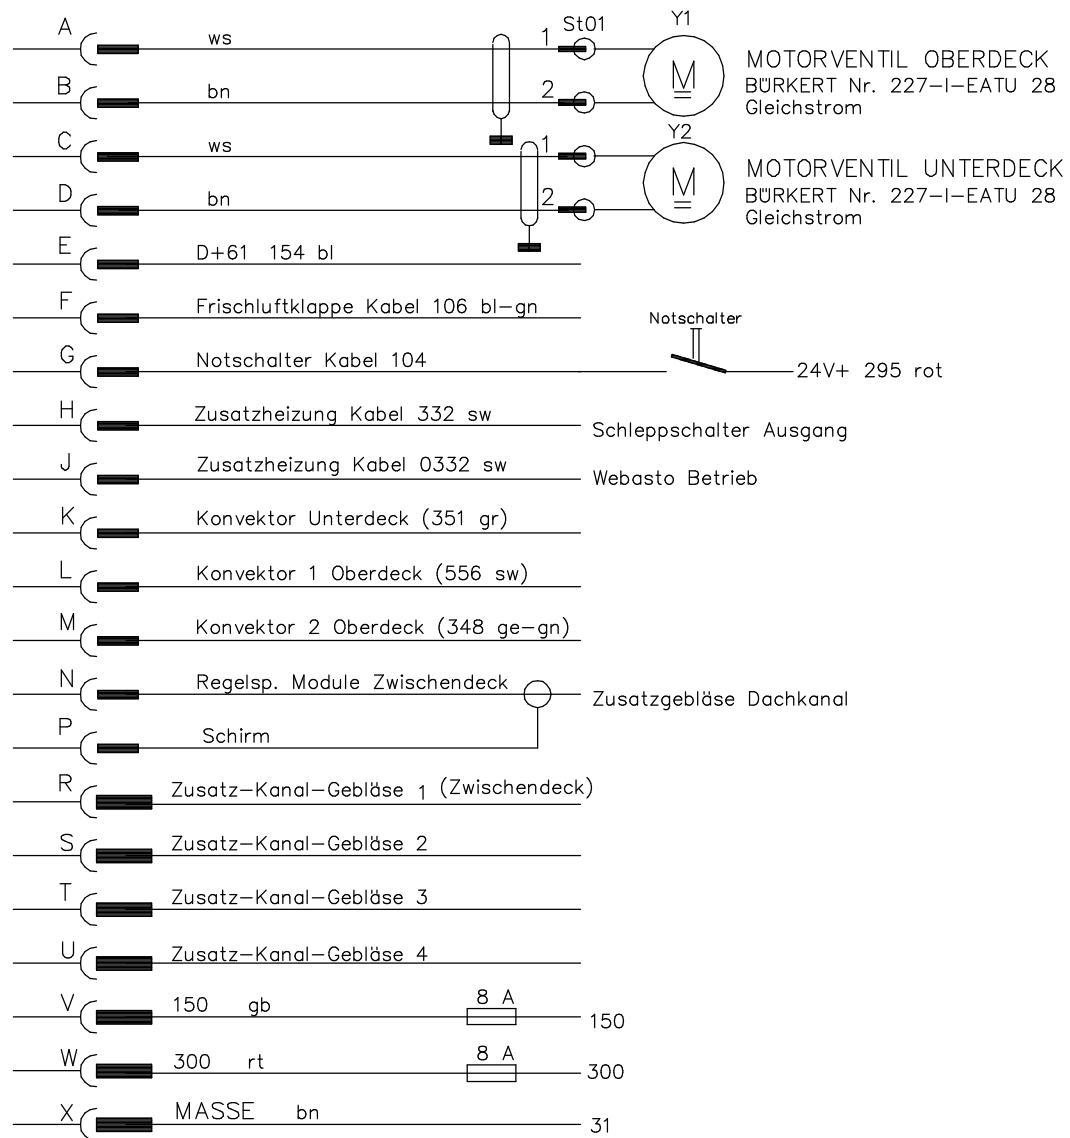 A ws 1 St01 Y1
MOTORVENTIL OBERDECK
BÜRKERT Nr. 227-I-EATU 28
Gleichstrom
M
B bn 2
C ws 1 Y2
MOTORVENTIL UNTERDECK
BÜRKERT Nr. 227-I-EATU 28
Gleichstrom
M
D bn 2
E D+61 154 bl
F Frischluftklappe Kabel 106 bl-gn
Notschalter
G Notschalter Kabel 104 24V+ 295 rot
H Zusatzheizung Kabel 332 sw Schleppschalter Ausgang
J Zusatzheizung Kabel 0332 sw Webasto Betrieb
K Konvektor Unterdeck (351 gr)
L Konvektor 1 Oberdeck (556 sw)
M Konvektor 2 Oberdeck (348 ge-gn)
N Regelsp. Module Zwischendeck Zusatzgebläse Dachkanal
P Schirm
R Zusatz-Kanal-Gebläse 1 (Zwischendeck)
S Zusatz-Kanal-Gebläse 2
T Zusatz-Kanal-Gebläse 3
U Zusatz-Kanal-Gebläse 4
V 150 gb 8 A 150
W 300 rt 8 A 300
X MASSE bn 31